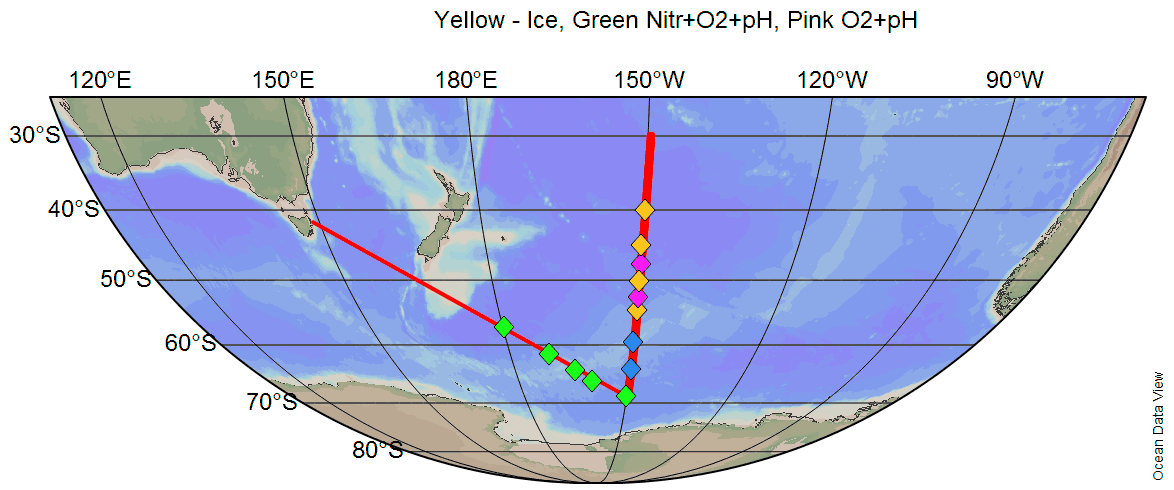 Yellow - Ice, Green Nitr+O2+pH, Pink O2+pH
120°E 150°E 180°E 150°W 120°W 90°W
30°S
40°S
50°S
60°S
70°S
80°S
Ocean Data View